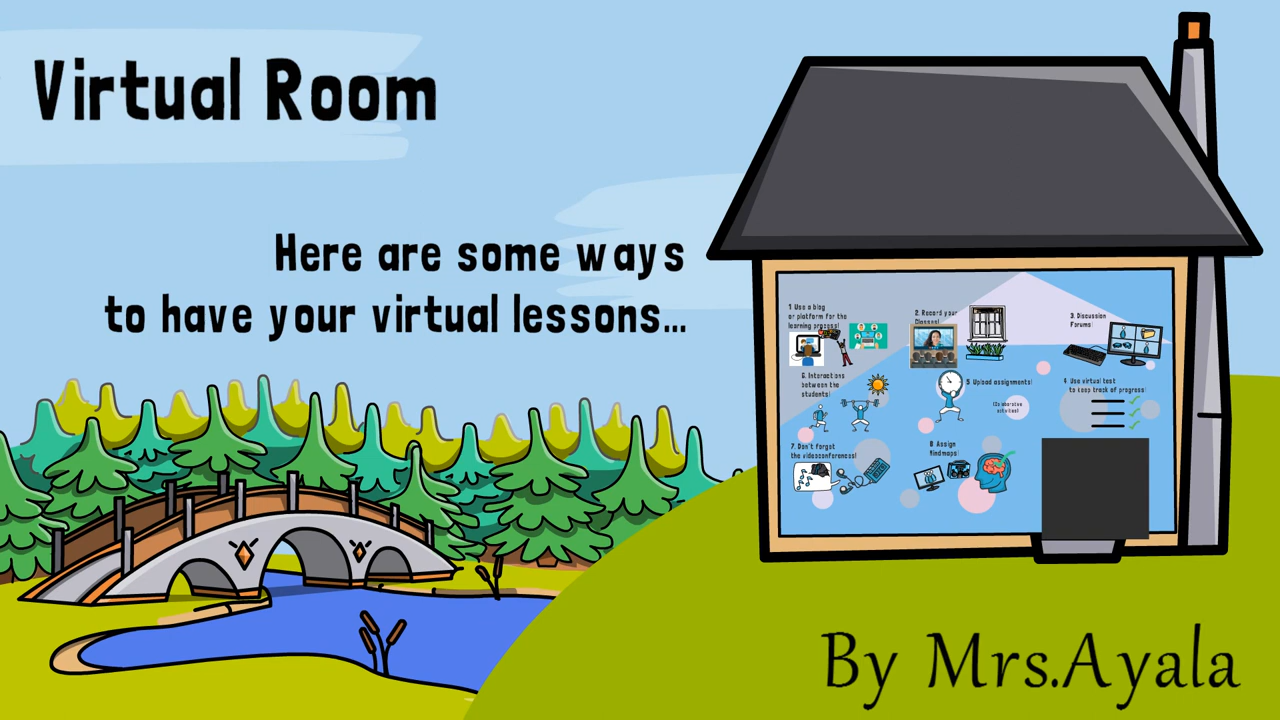 Virtual Room
Here are some ways
to have your virtual lessons...
1 Use a blog
or platform for the
learning process!
2. Record your
Classes!
3. Discussion
Forums!
4. Use virtual test
to keep track of progress!
5 Upload assignments!
activities)
6. Interactions
between the
students!
7. Don't forget
the videoconferences!
8 Assign
Mindmaps!
By Mrs.Ayala